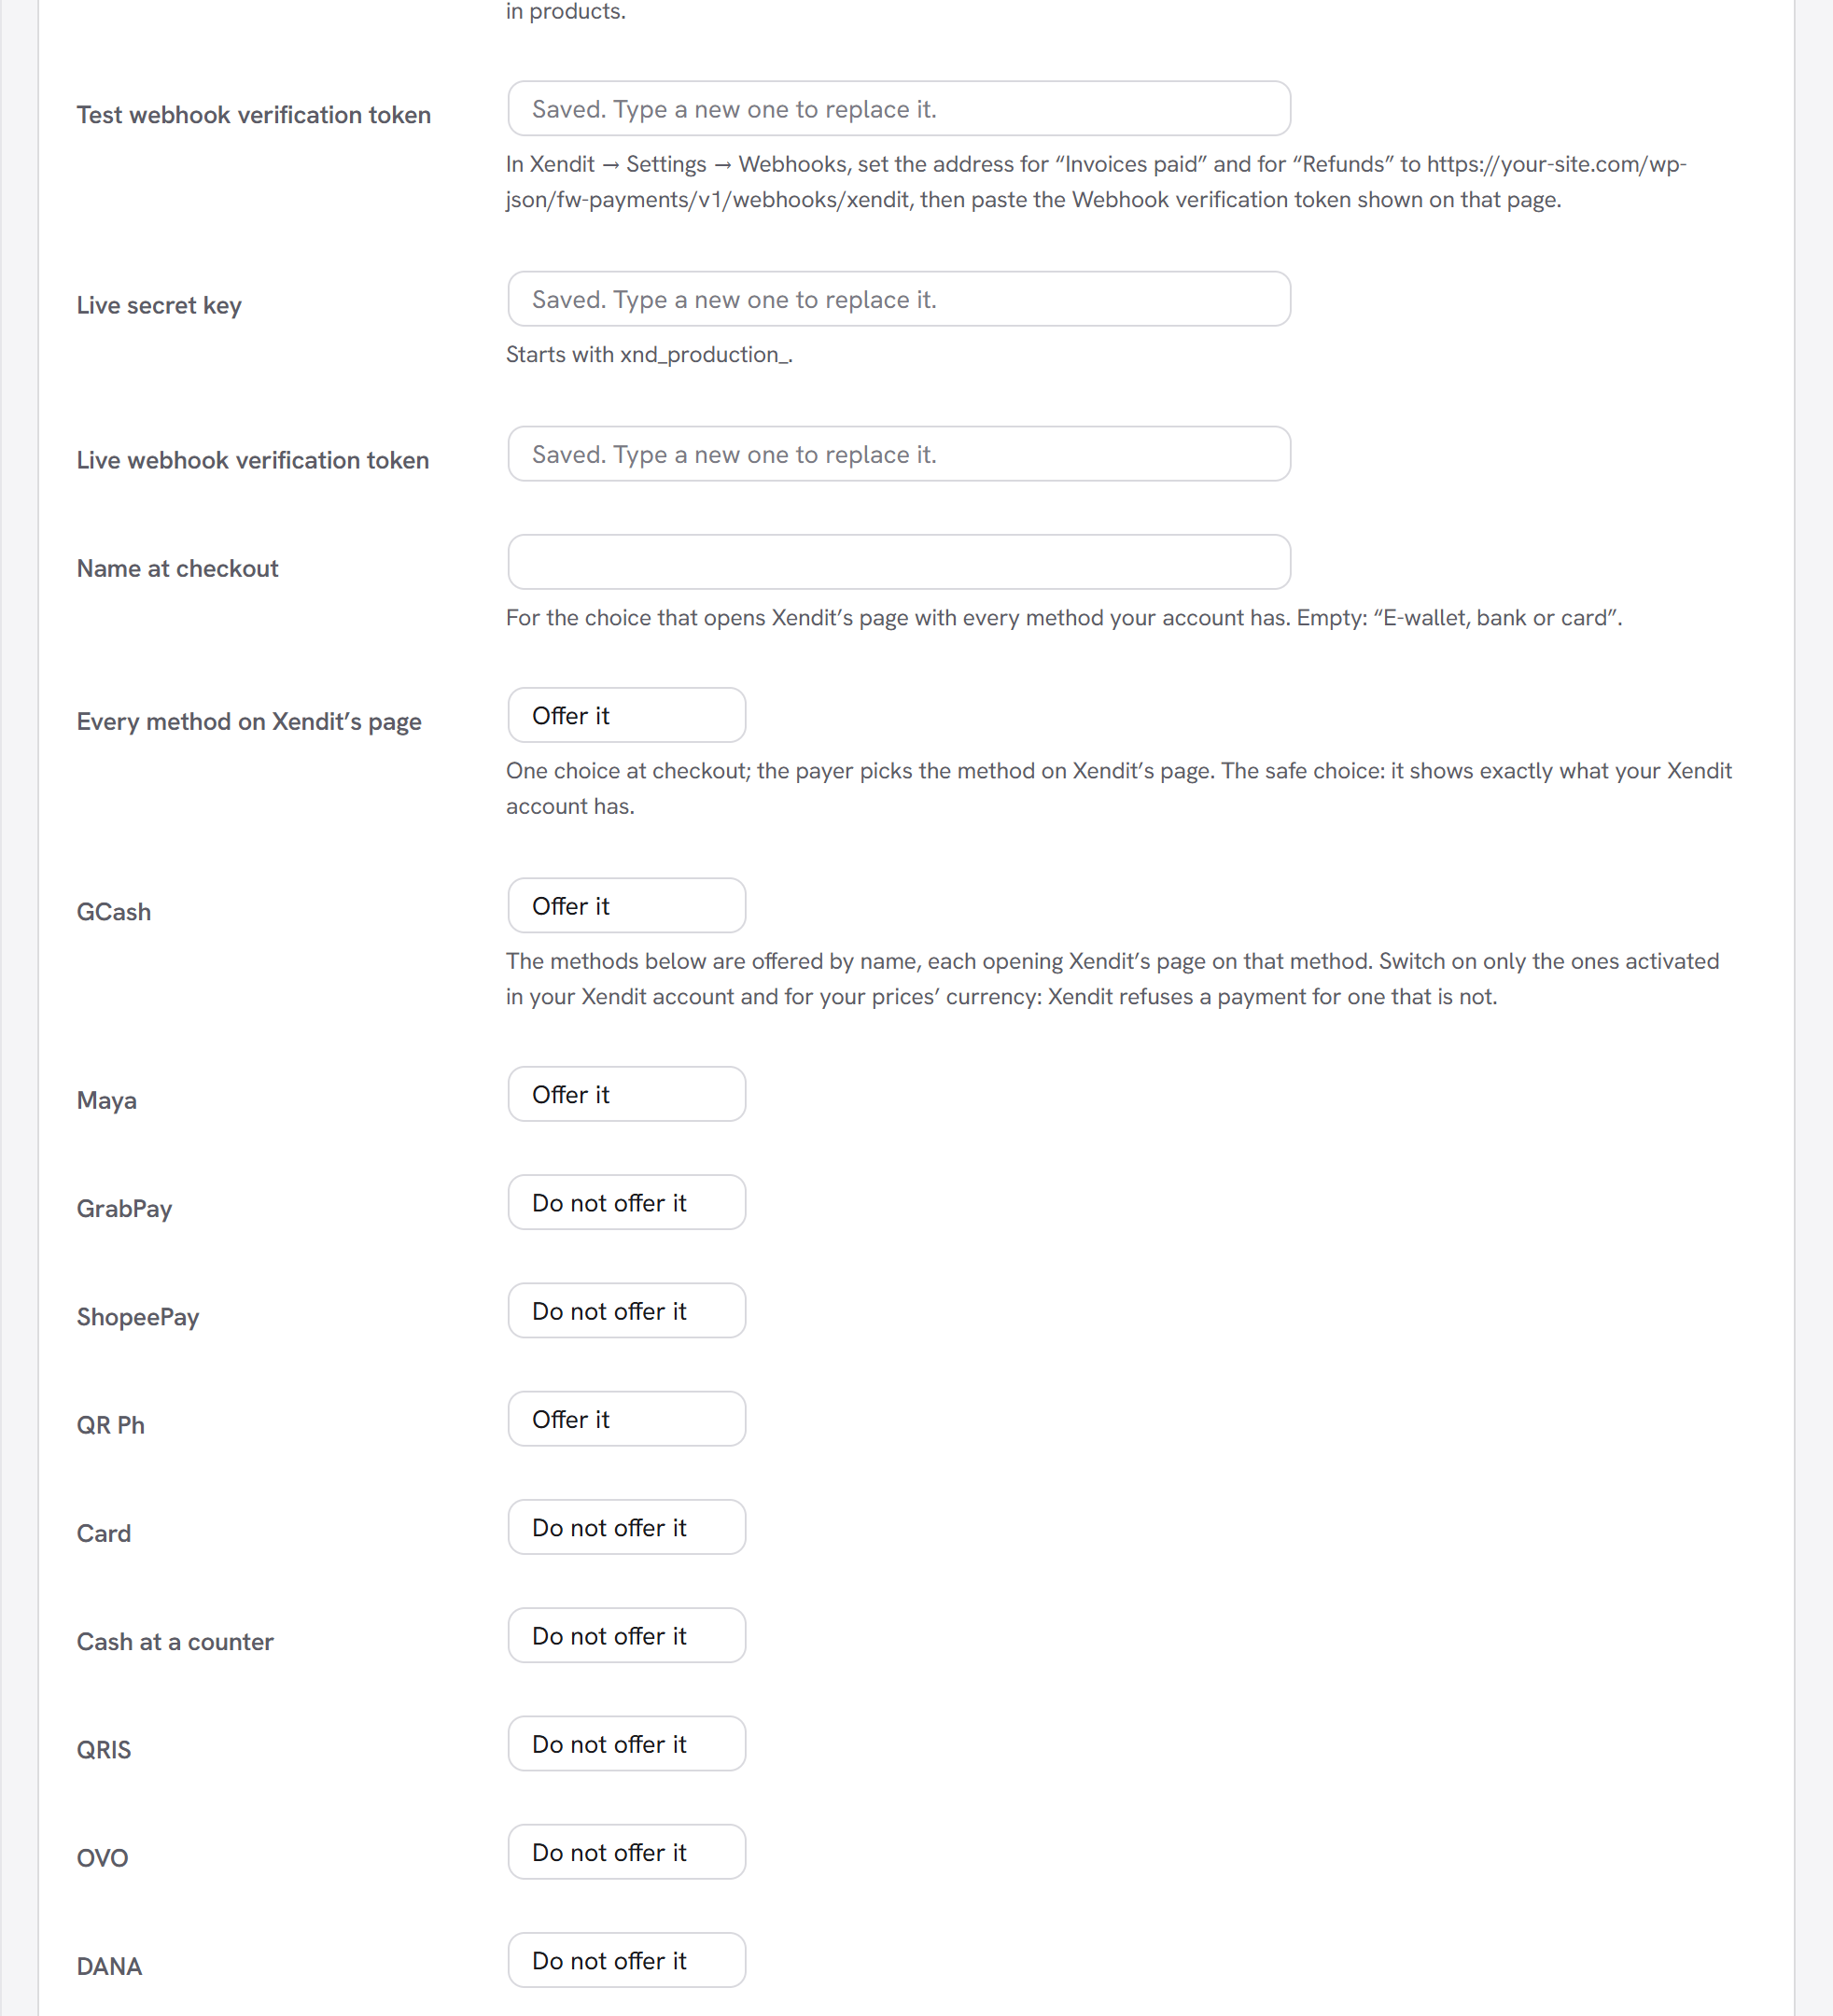 in products.
Test webhook verification token
Saved. Type a new one to replace it.
In Xendit → Settings → Webhooks, set the address for “Invoices paid” and for “Refunds” to https://your-site.com/wp-
json/fw-payments/v1/webhooks/xendit, then paste the Webhook verification token shown on that page.
Live secret key
Saved. Type a new one to replace it.
Starts with xnd_production_.
Live webhook verification token
Saved. Type a new one to replace it.
Name at checkout
For the choice that opens Xendit’s page with every method your account has. Empty: “E-wallet, bank or card”.
Every method on Xendit’s page
Offer it
One choice at checkout; the payer picks the method on Xendit’s page. The safe choice: it shows exactly what your Xendit
account has.
GCash
Offer it
The methods below are offered by name, each opening Xendit’s page on that method. Switch on only the ones activated
in your Xendit account and for your prices’ currency: Xendit refuses a payment for one that is not.
Maya
Offer it
GrabPay
Do not offer it
ShopeePay
Do not offer it
QR Ph
Offer it
Card
Do not offer it
Cash at a counter
Do not offer it
QRIS
Do not offer it
OVO
Do not offer it
DANA
Do not offer it